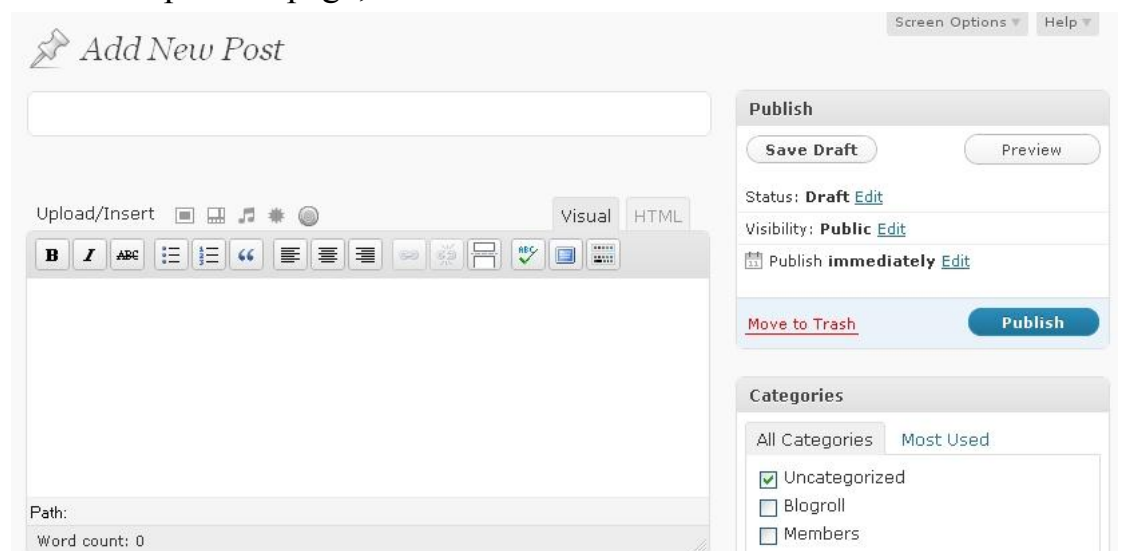 Screen Options Help
Add New Post
Upload/Insert Visual HTML
B I ABC ABC
Path:
Word count: 0
Publish
Save Draft Preview
Status: Draft Edit
Visibility: Public Edit
Publish immediately Edit
Move to Trash Publish
Categories
All Categories Most Used
Uncategorized
Blogroll
Members